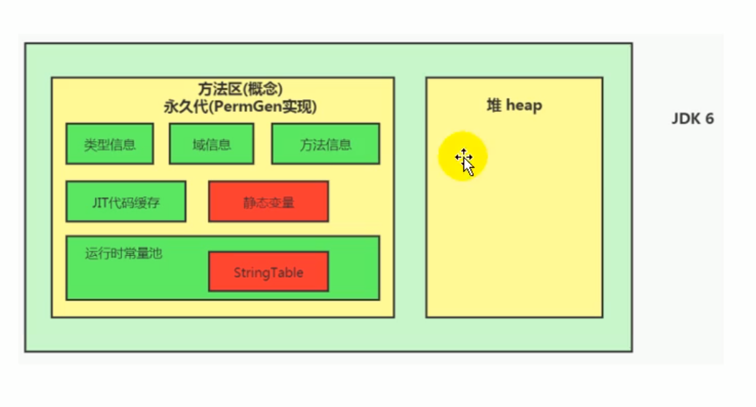 方法区(概念)
永久代(PermGen实现)
堆 heap
JDK 6
类型信息
域信息
方法信息
JIT代码缓存
静态变量
运行时常量池
StringTable